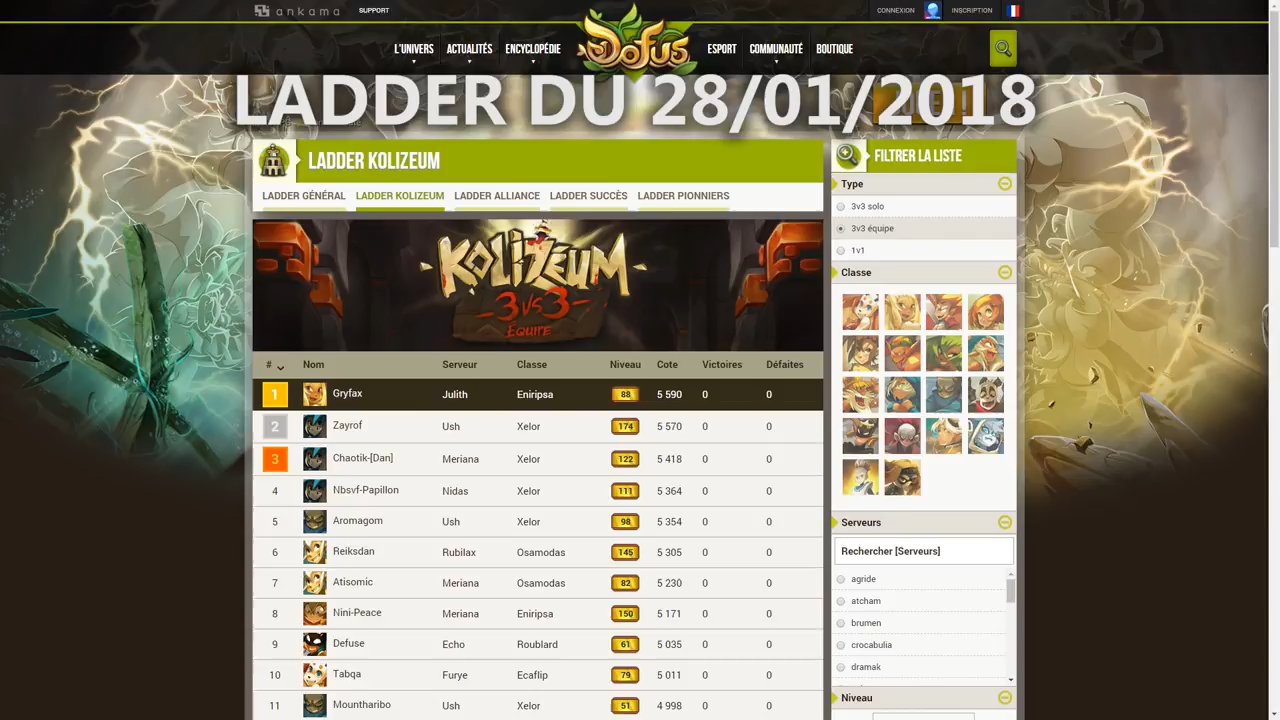 ankama SUPPORT CONNEXION INSCRIPTION
L'UNIVERS ACTUALITÉS ENCYCLOPÉDIE DOFUS ESPORT COMMUNAUTÉ BOUTIQUE
LADDER DU 28/01/2018
LADDER KOLIZEUM
LADDER GÉNÉRAL LADDER KOLIZEUM LADDER ALLIANCE LADDER SUCCÈS LADDER PIONNIERS
KOLIZEUM
3 VS 3
ÉQUIPE
# Nom Serveur Classe Niveau Cote Victoires Défaites
1 Gryfax Julith Eniripsa 88 5 590 0 0
2 Zayrof Ush Xelor 174 5 570 0 0
3 Chaotik-[Dan] Meriana Xelor 122 5 418 0 0
4 Nbsvf-Papillon Nidas Xelor 111 5 364 0 0
5 Aromagom Ush Xelor 98 5 354 0 0
6 Reiksdan Rubilax Osamodas 145 5 305 0 0
7 Atisomic Meriana Osamodas 82 5 230 0 0
8 Nini-Peace Meriana Eniripsa 150 5 171 0 0
9 Defuse Echo Roublard 61 5 035 0 0
10 Tabqa Furye Ecaflip 79 5 011 0 0
11 Mountharibo Ush Xelor 51 4 998 0 0
FILTRER LA LISTE
Type
3v3 solo
3v3 équipe
1v1
Classe
Serveurs
Rechercher [Serveurs]
agride
atcham
brumen
crocabulia
dramak
Niveau